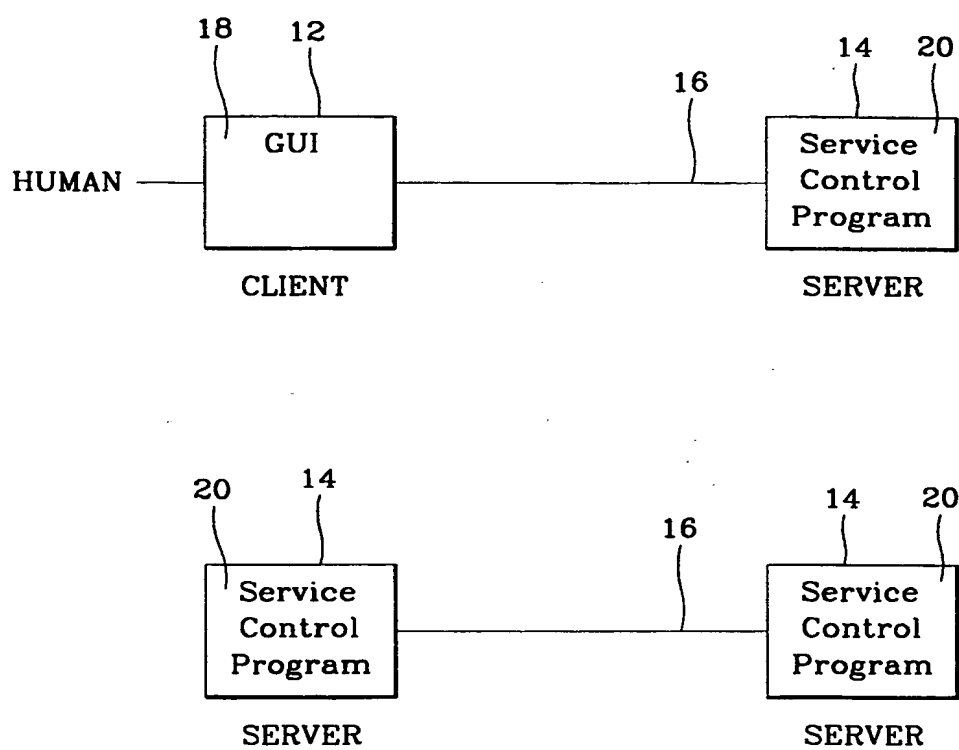 18 12 14 20
16
GUI
Service
Control
Program
HUMAN
CLIENT
SERVER
20 14 14 20
16
Service
Control
Program
Service
Control
Program
SERVER
SERVER